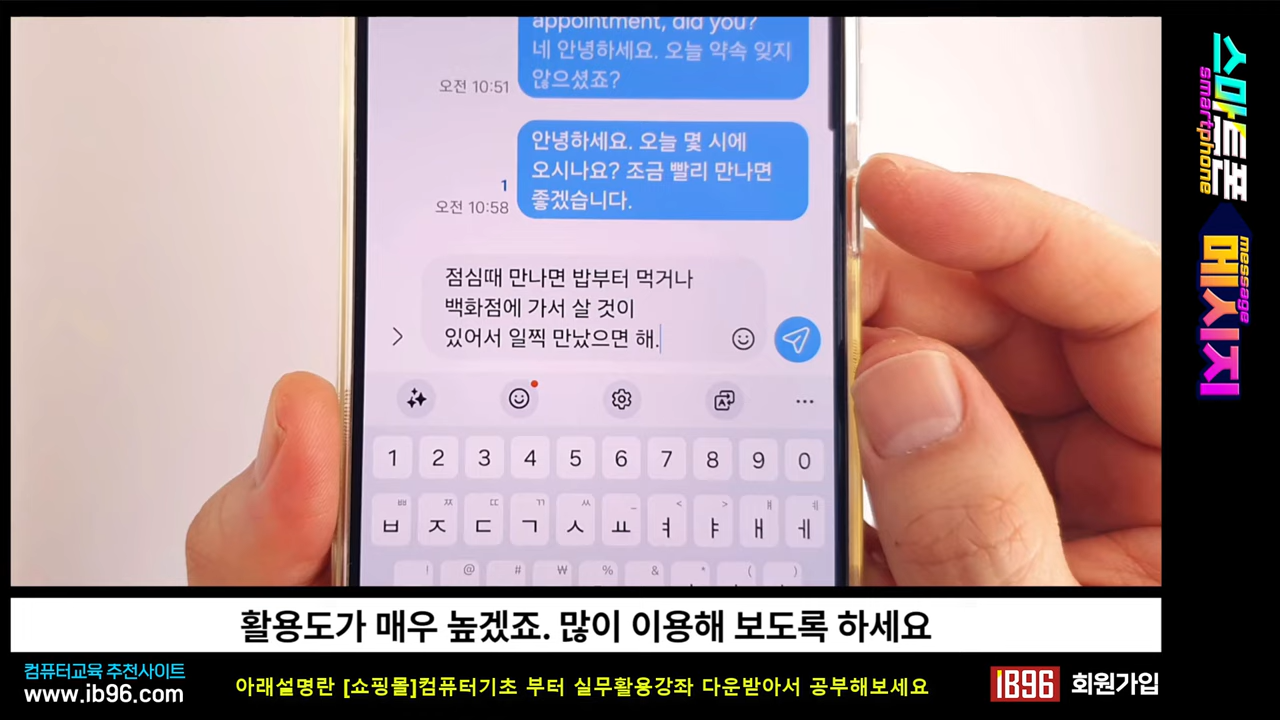 appointment, did you?
네 안녕하세요. 오늘 약속 잊지
않으셨죠?
오전 10:51
안녕하세요. 오늘 몇 시에
오시나요? 조금 빨리 만나면
좋겠습니다.
1
오전 10:58
점심때 만나면 밥부터 먹거나
백화점에 가서 살 것이
있어서 일찍 만났으면 해.
1 2 3 4 5 6 7 8 9 0
ㅃ ㅉ ㄸ ㄲ ㅆ _ < > ㅒ ㅖ
ㅂ ㅈ ㄷ ㄱ ㅅ ㅛ ㅕ ㅑ ㅐ ㅔ
! @ # ₩ % & * ( )
스마트폰
smartphone
메시지
message
활용도가 매우 높겠죠. 많이 이용해 보도록 하세요
컴퓨터교육 추천사이트
www.ib96.com
아래설명란 [쇼핑몰]컴퓨터기초 부터 실무활용강좌 다운받아서 공부해보세요
IB96 회원가입